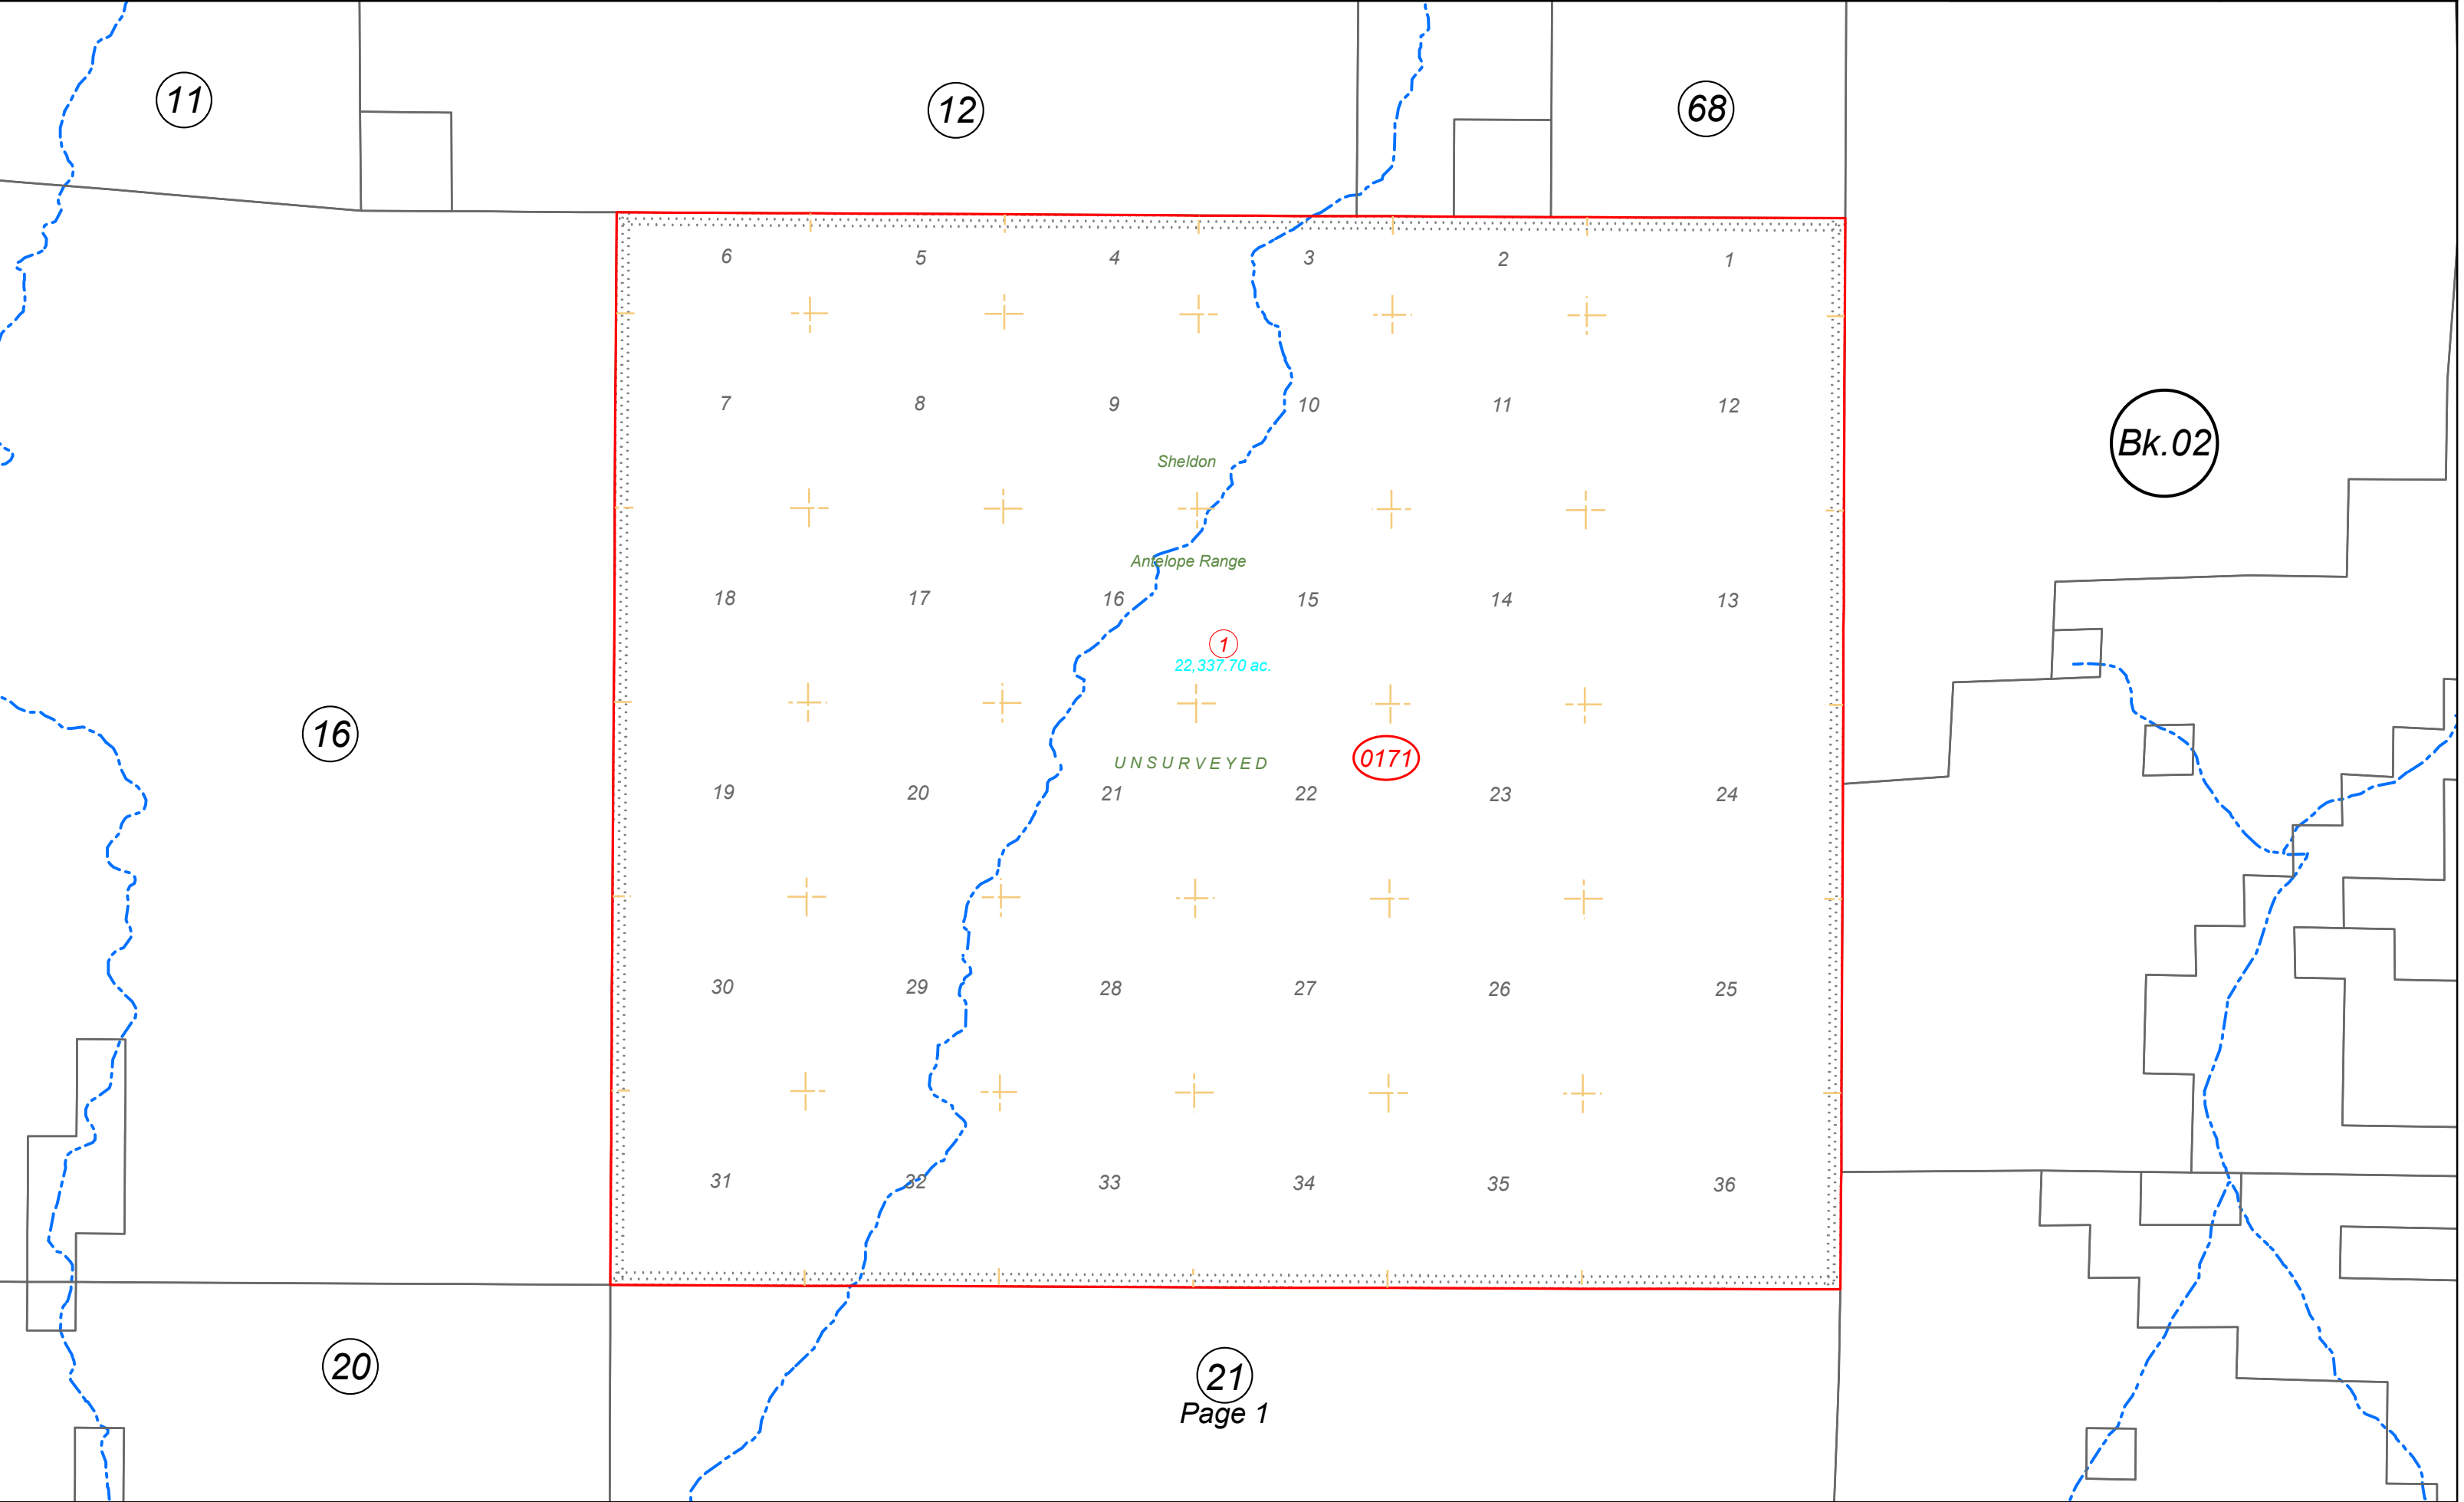 11
12
68
6 5 4 3 2 1
7 8 9 10 11 12
Bk.02
Sheldon
Antelope Range
18 17 16 15 14 13
1
22,337.70 ac.
16
0171
UNSURVEYED
19 20 21 22 23 24
30 29 28 27 26 25
31 32 33 34 35 36
20
21
Page 1